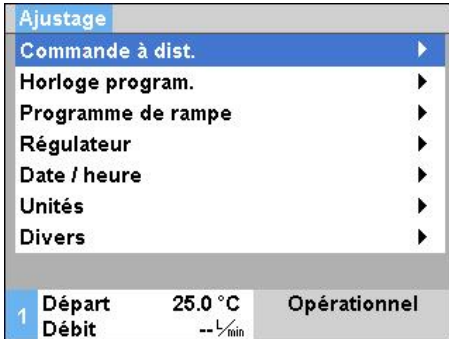 Ajustage
Commande à dist.
Horloge program.
Programme de rampe
Régulateur
Date / heure
Unités
Divers
1 Départ 25.0 °C Opérationnel
Débit -- L/min